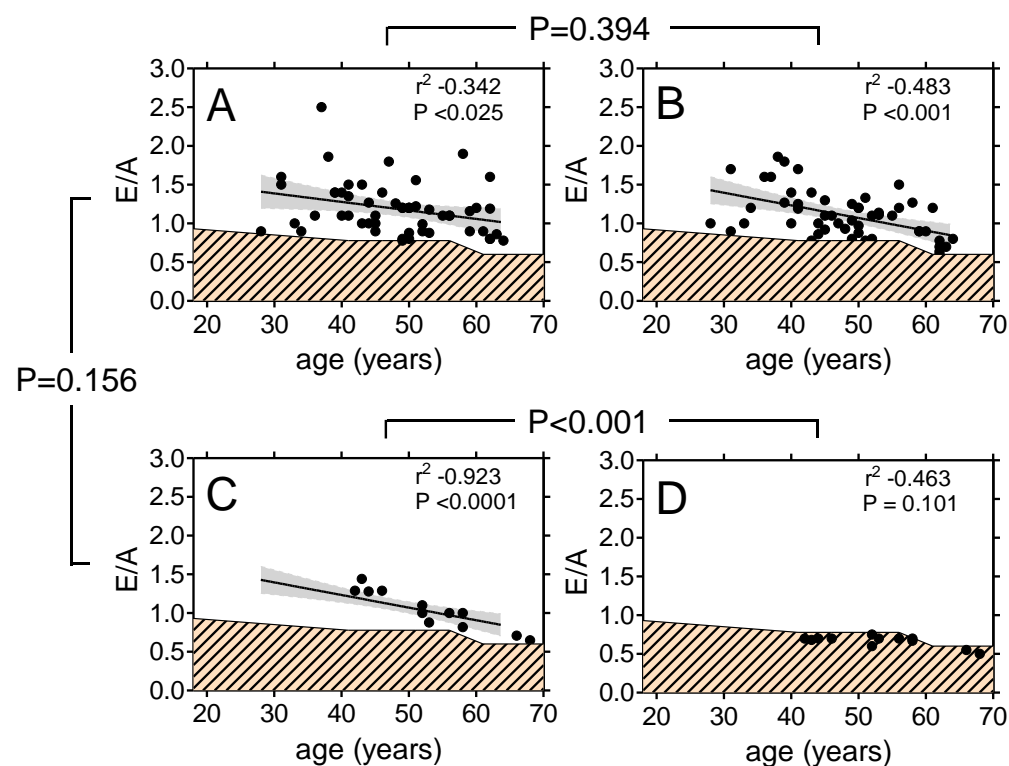 P=0.394
A
r² -0.342
P <0.025
3.0
2.5
2.0
1.5
1.0
0.5
0.0
E/A
20 30 40 50 60 70
age (years)
B
r² -0.483
P <0.001
3.0
2.5
2.0
1.5
1.0
0.5
0.0
E/A
20 30 40 50 60 70
age (years)
P=0.156
P<0.001
C
r² -0.923
P <0.0001
3.0
2.5
2.0
1.5
1.0
0.5
0.0
E/A
20 30 40 50 60 70
age (years)
D
r² -0.463
P = 0.101
3.0
2.5
2.0
1.5
1.0
0.5
0.0
E/A
20 30 40 50 60 70
age (years)